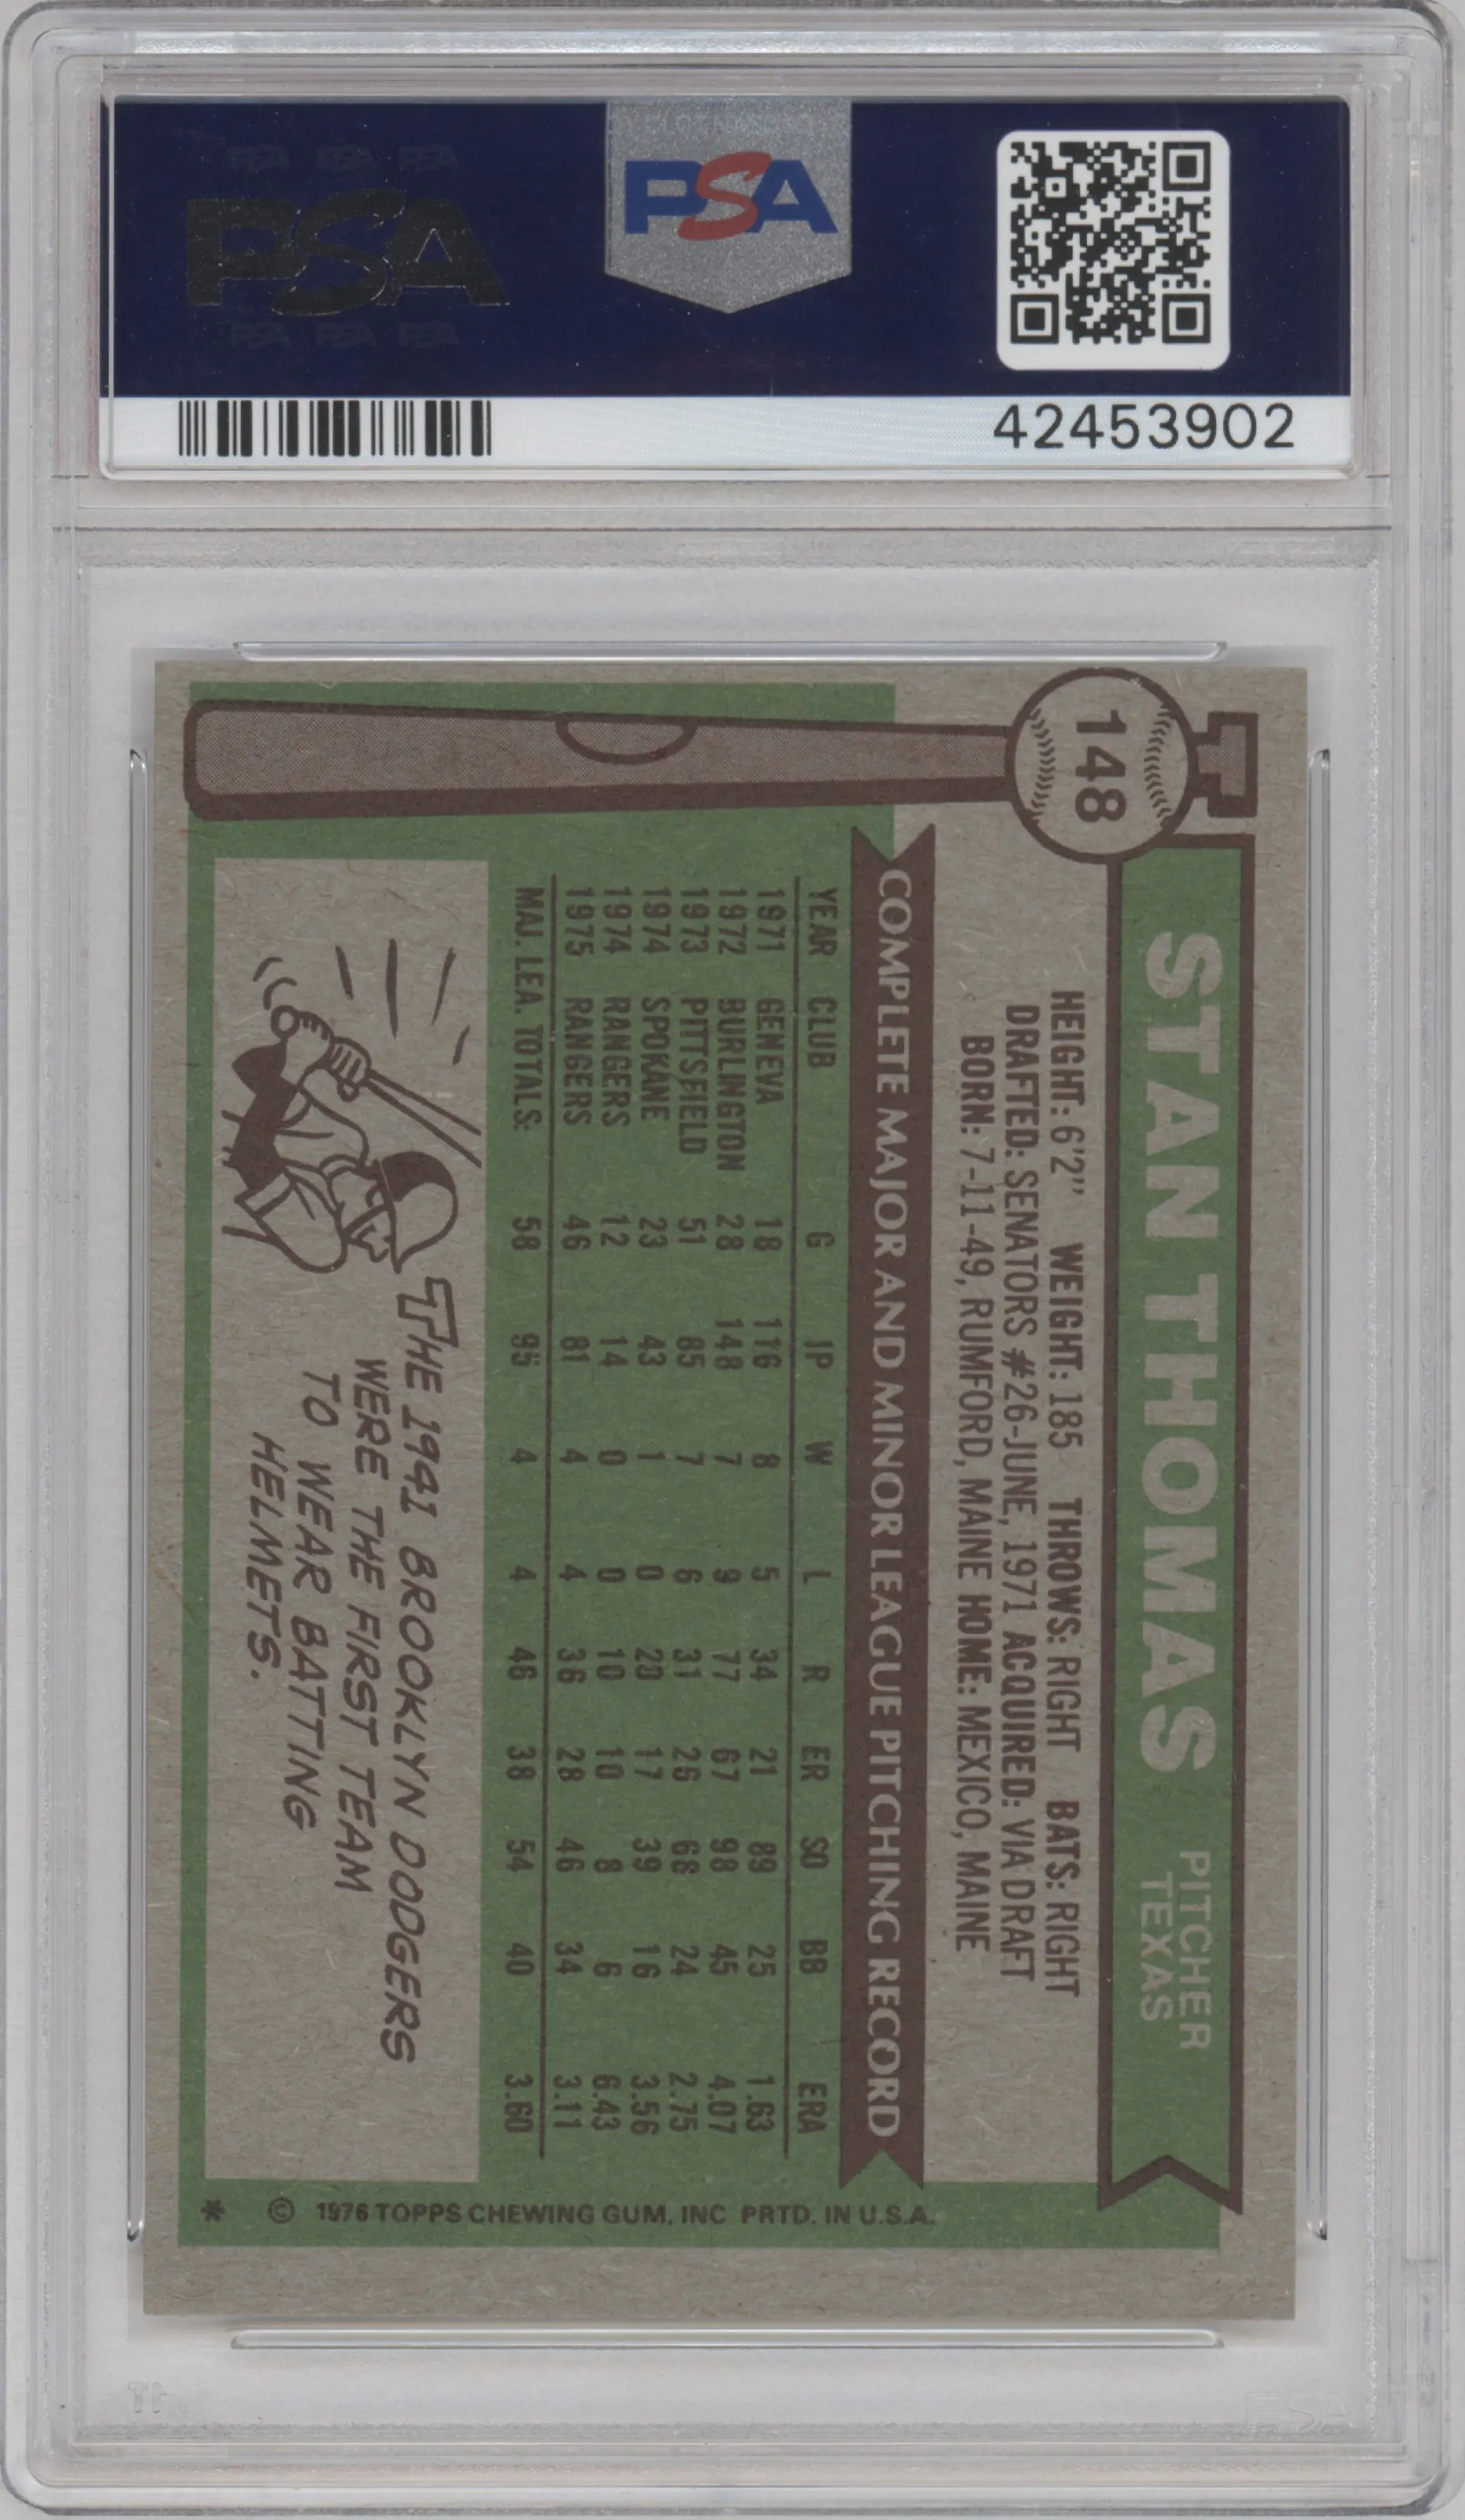 PSA PSA PSA
PSA
PSA PSA PSA
PSA
42453902
148
STAN THOMAS PITCHER
TEXAS
HEIGHT: 6'2" WEIGHT: 185 THROWS: RIGHT BATS: RIGHT
DRAFTED: SENATORS #26-JUNE, 1971 ACQUIRED: VIA DRAFT
BORN: 7-11-49, RUMFORD, MAINE HOME: MEXICO, MAINE
COMPLETE MAJOR AND MINOR LEAGUE PITCHING RECORD
YEAR CLUB G IP W L R ER SO BB ERA
1971 GENEVA 18 116 8 5 34 21 89 25 1.63
1972 BURLINGTON 28 148 7 9 77 67 98 45 4.07
1973 PITTSFIELD 51 85 7 6 31 26 68 24 2.75
1974 SPOKANE 23 43 1 0 20 17 39 16 3.56
1974 RANGERS 12 14 0 0 10 10 8 6 6.43
1975 RANGERS 46 81 4 4 36 28 46 34 3.11
MAJ. LEA. TOTALS: 58 95 4 4 46 38 54 40 3.60
THE 1941 BROOKLYN DODGERS
WERE THE FIRST TEAM
TO WEAR BATTING
HELMETS.
* © 1976 TOPPS CHEWING GUM, INC PRTD. IN U.S.A.